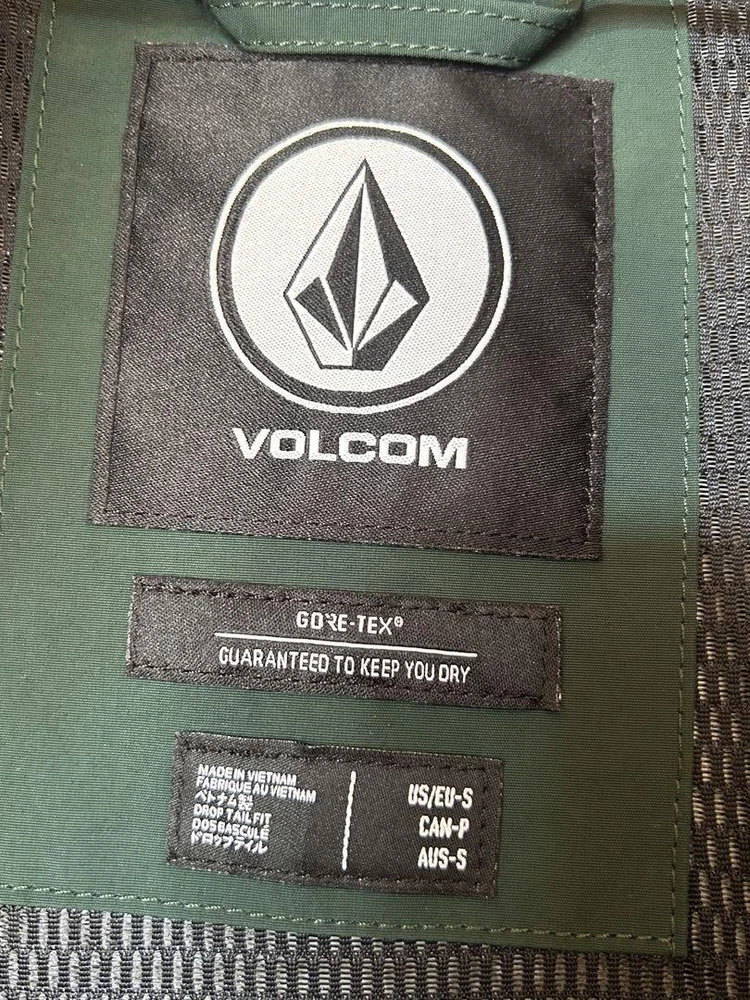 VOLCOM
GORE-TEX®
GUARANTEED TO KEEP YOU DRY
MADE IN VIETNAM
FABRIQUE AU VIETNAM
ベトナム製
DROP TAIL FIT
DOS BASCULÉ
ドロップテイル
US/EU-S
CAN-P
AUS-S